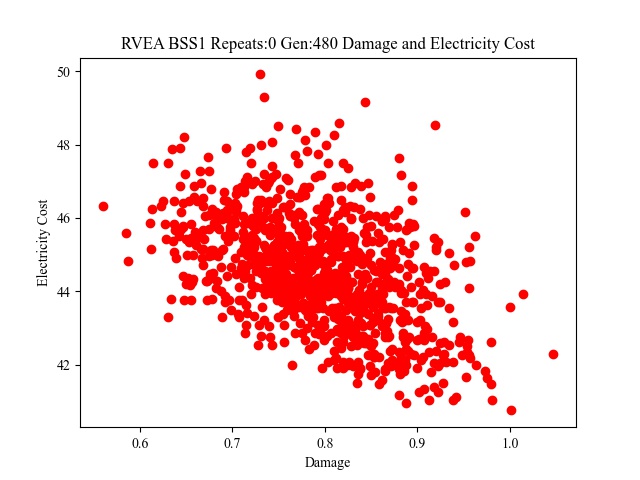 RVEA BSS1 Repeats:0 Gen:480 Damage and Electricity Cost
50
48
46
44
42
Electricity Cost
0.6 0.7 0.8 0.9 1.0
Damage